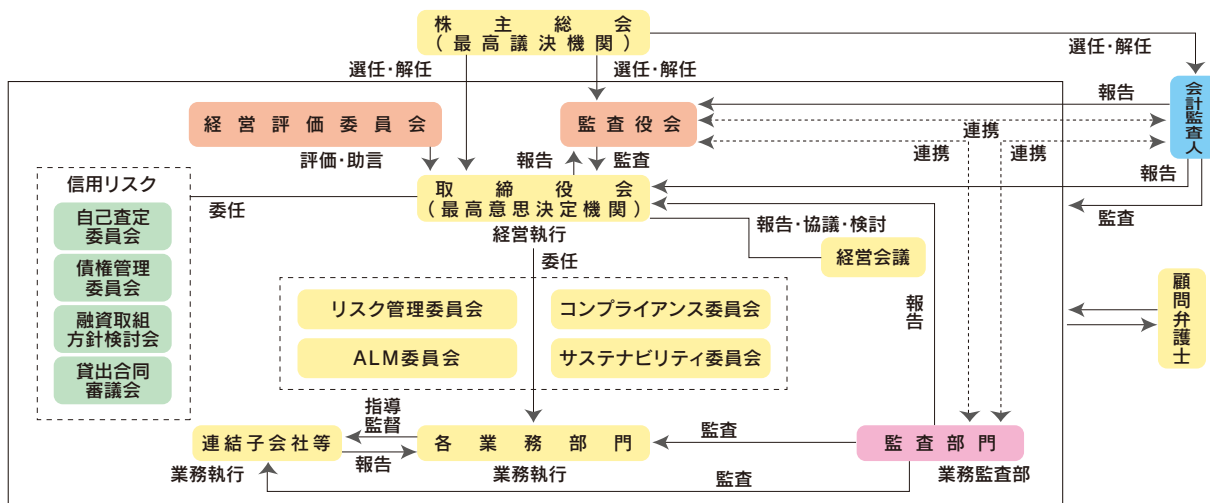 株主総会
(最高議決機関)
選任・解任
選任・解任
選任・解任
経営評価委員会
監査役会
会計監査人
報告
連携
連携
連携
評価・助言
報告
監査
報告
信用リスク
取締役会
(最高意思決定機関)
委任
監査
自己査定
委員会
経営執行
報告・協議・検討
経営会議
委任
債権管理
委員会
リスク管理委員会
コンプライアンス委員会
報告
顧問弁護士
融資取組
方針検討会
ALM委員会
サステナビリティ委員会
貸出合同
審議会
指導
監督
連結子会社等
各業務部門
監査
監査部門
業務執行
報告
業務執行
監査
業務監査部